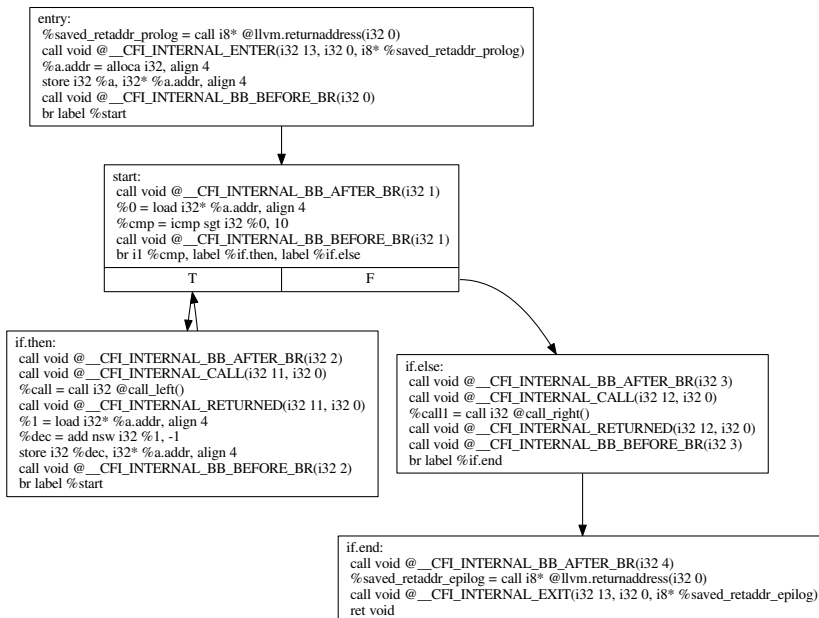 entry:
%saved_retaddr_prolog = call i8* @llvm.returnaddress(i32 0)
call void @__CFI_INTERNAL_ENTER(i32 13, i32 0, i8* %saved_retaddr_prolog)
%a.addr = alloca i32, align 4
store i32 %a, i32* %a.addr, align 4
call void @__CFI_INTERNAL_BB_BEFORE_BR(i32 0)
br label %start
start:
call void @__CFI_INTERNAL_BB_AFTER_BR(i32 1)
%0 = load i32* %a.addr, align 4
%cmp = icmp sgt i32 %0, 10
call void @__CFI_INTERNAL_BB_BEFORE_BR(i32 1)
br i1 %cmp, label %if.then, label %if.else
T F
if.then:
call void @__CFI_INTERNAL_BB_AFTER_BR(i32 2)
call void @__CFI_INTERNAL_CALL(i32 11, i32 0)
%call = call i32 @call_left()
call void @__CFI_INTERNAL_RETURNED(i32 11, i32 0)
%1 = load i32* %a.addr, align 4
%dec = add nsw i32 %1, -1
store i32 %dec, i32* %a.addr, align 4
call void @__CFI_INTERNAL_BB_BEFORE_BR(i32 2)
br label %start
if.else:
call void @__CFI_INTERNAL_BB_AFTER_BR(i32 3)
call void @__CFI_INTERNAL_CALL(i32 12, i32 0)
%call1 = call i32 @call_right()
call void @__CFI_INTERNAL_RETURNED(i32 12, i32 0)
call void @__CFI_INTERNAL_BB_BEFORE_BR(i32 3)
br label %if.end
if.end:
call void @__CFI_INTERNAL_BB_AFTER_BR(i32 4)
%saved_retaddr_epilog = call i8* @llvm.returnaddress(i32 0)
call void @__CFI_INTERNAL_EXIT(i32 13, i32 0, i8* %saved_retaddr_epilog)
ret void